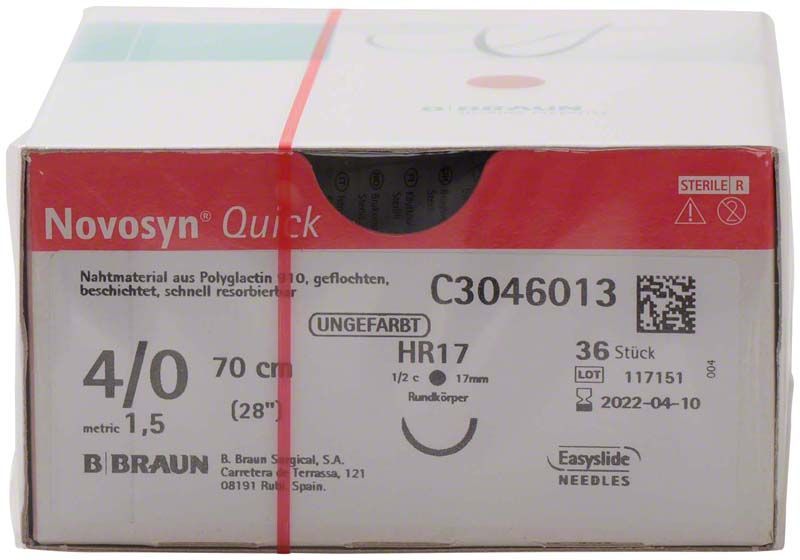 B|BRAUN
STERILE R
Novosyn® Quick
Nahtmaterial aus Polyglactin 910, geflochten,
beschichtet, schnell resorbierbar
C3046013
UNGEFÄRBT
4/0 70 cm
(28")
metric 1,5
HR17
1/2 c 17mm
Rundkörper
36 Stück
LOT 117151
2022-04-10
004
B|BRAUN
B. Braun Surgical, S.A.
Carretera de Terrassa, 121
08191 Rubí. Spain.
Easyslide
NEEDLES